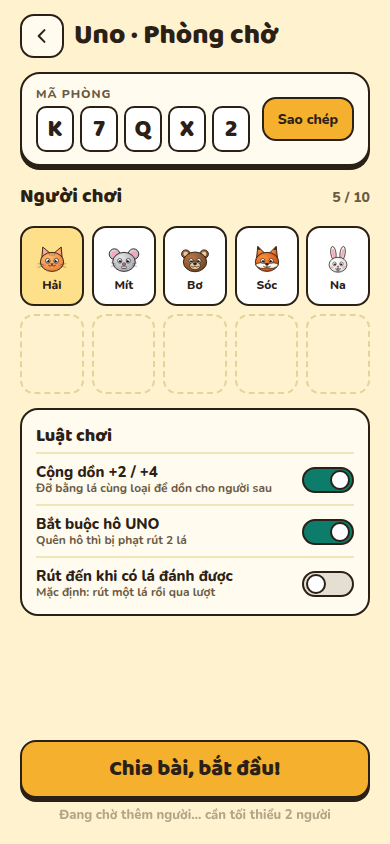 Uno • Phòng chờ
MÃ PHÒNG
K 7 Q X 2
Sao chép
Người chơi
5 / 10
Hải Mít Bơ Sóc Na
Luật chơi
Cộng dồn +2 / +4
Đỡ bằng lá cùng loại để dồn cho người sau
Bắt buộc hô UNO
Quên hô thì bị phạt rút 2 lá
Rút đến khi có lá đánh được
Mặc định: rút một lá rồi qua lượt
Chia bài, bắt đầu!
Đang chờ thêm người... cần tối thiểu 2 người